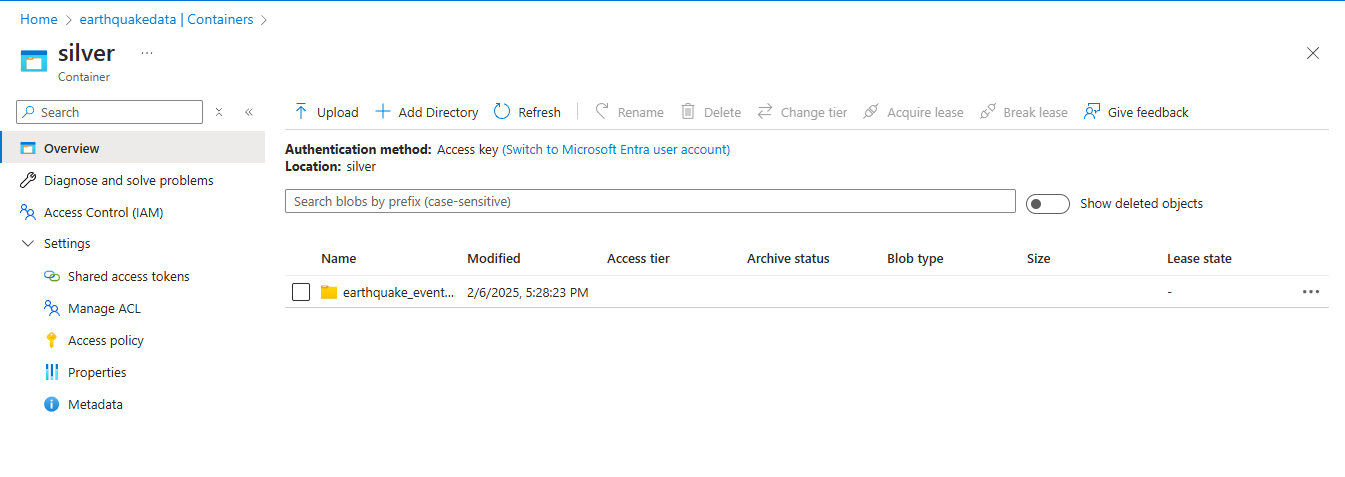 Home > earthquakedata | Containers >
silver ...
Container
Search
Upload Add Directory Refresh Rename Delete Change tier Acquire lease Break lease Give feedback
Overview
Diagnose and solve problems
Access Control (IAM)
Settings
Shared access tokens
Manage ACL
Access policy
Properties
Metadata
Authentication method: Access key (Switch to Microsoft Entra user account)
Location: silver
Search blobs by prefix (case-sensitive)
Show deleted objects
Name Modified Access tier Archive status Blob type Size Lease state
earthquake_event... 2/6/2025, 5:28:23 PM -